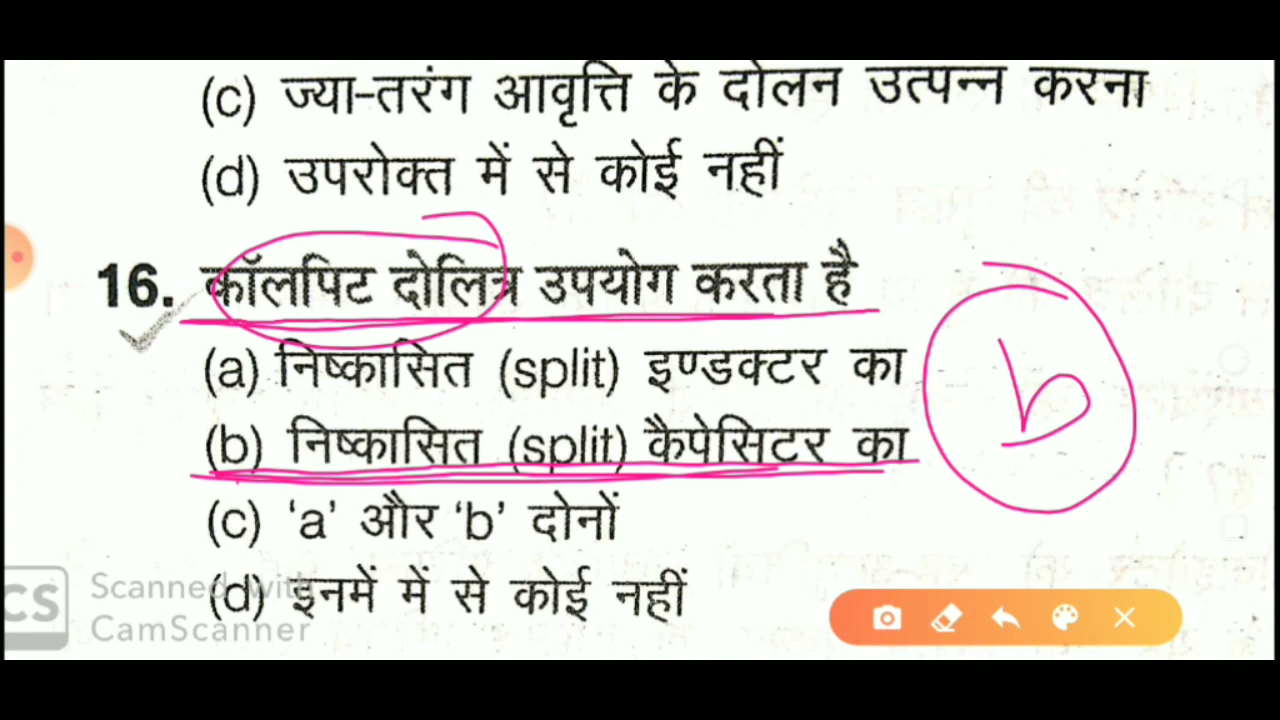 (c) ज्या-तरंग आवृत्ति के दोलन उत्पन्न करना
(d) उपरोक्त में से कोई नहीं
16. कॉलपिट दोलित्र उपयोग करता है
(a) निष्कासित (split) इण्डक्टर का
(b) निष्कासित (split) कैपेसिटर का
b
(c) ‘a’ और ‘b’ दोनों
(d) इनमें में से कोई नहीं
CS Scanned with
CamScanner